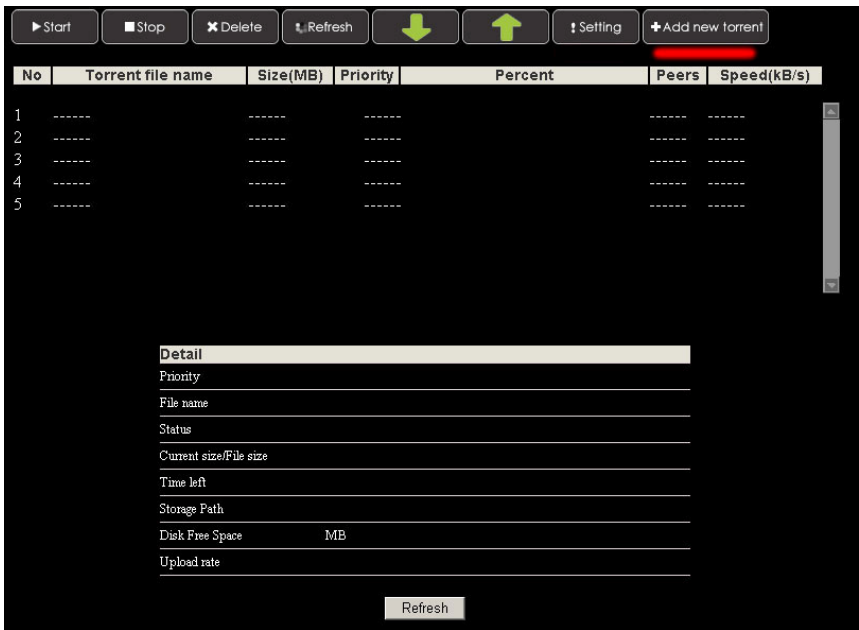 Start Stop Delete Refresh Setting Add new torrent
No Torrent file name Size(MB) Priority Percent Peers Speed(kB/s)
1 ------ ------ ------ ------ ------
2 ------ ------ ------ ------ ------
3 ------ ------ ------ ------ ------
4 ------ ------ ------ ------ ------
5 ------ ------ ------ ------ ------
Detail
Priority
File name
Status
Current size/File size
Time left
Storage Path
Disk Free Space MB
Upload rate
Refresh